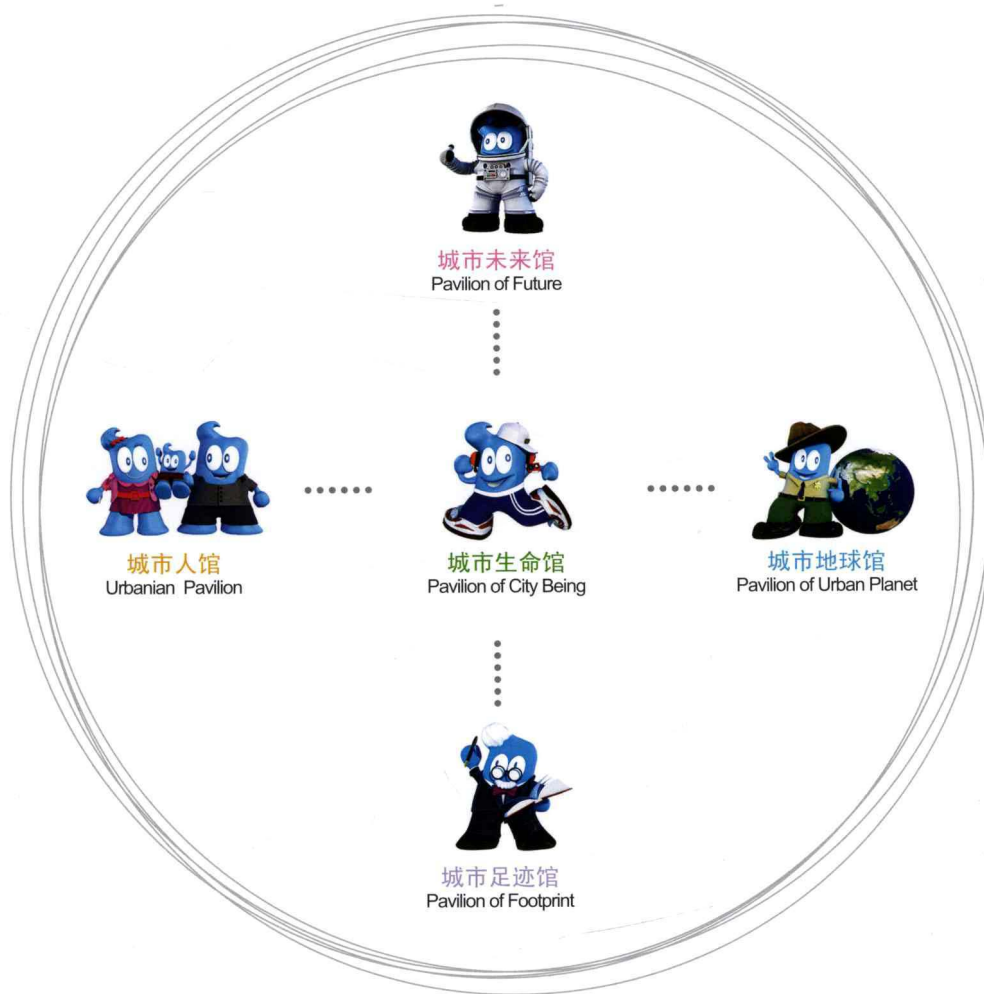 城市未来馆
Pavilion of Future
城市人馆
Urbanian Pavilion
城市生命馆
Pavilion of City Being
城市地球馆
Pavilion of Urban Planet
城市足迹馆
Pavilion of Footprint